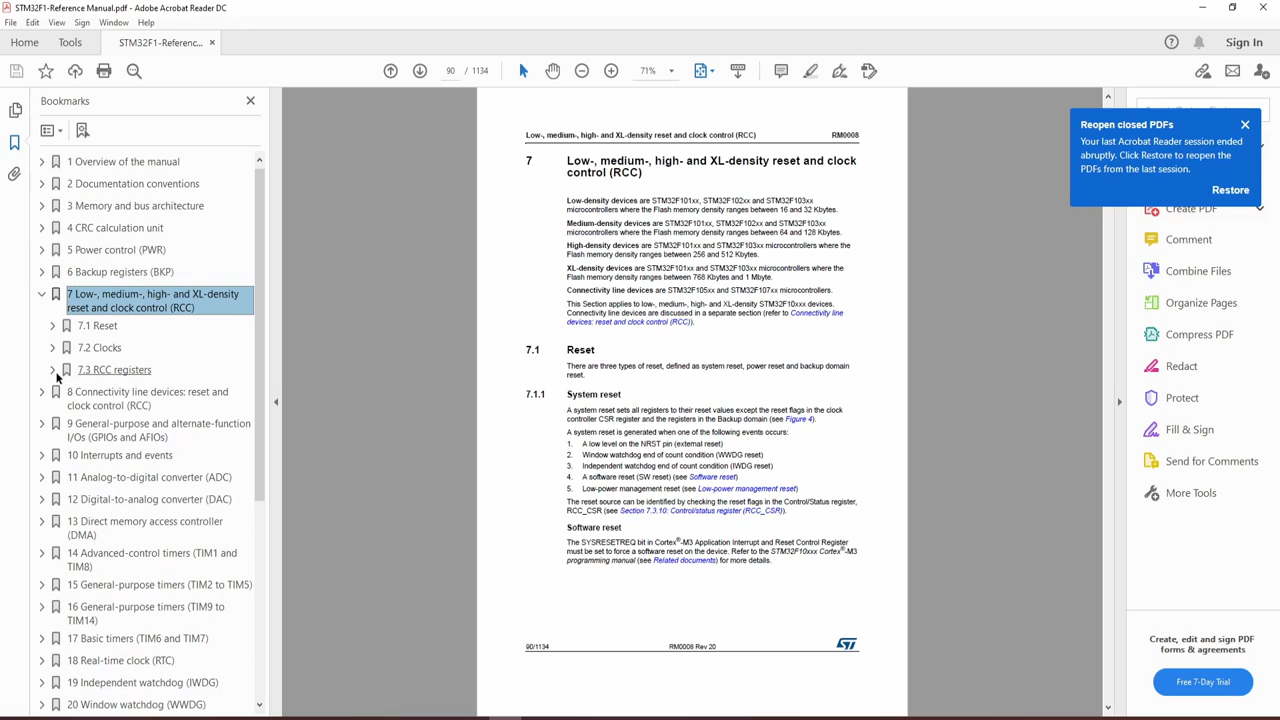 STM32F1-Reference Manual.pdf - Adobe Acrobat Reader DC
File Edit View Sign Window Help
Home Tools STM32F1-Referenc... × Sign In
90 / 1134 71%
Bookmarks
1 Overview of the manual
2 Documentation conventions
3 Memory and bus architecture
4 CRC calculation unit
5 Power control (PWR)
6 Backup registers (BKP)
7 Low-, medium-, high- and XL-density
reset and clock control (RCC)
7.1 Reset
7.2 Clocks
7.3 RCC registers
8 Connectivity line devices: reset and
clock control (RCC)
9 General-purpose and alternate-function
I/Os (GPIOs and AFIOs)
10 Interrupts and events
11 Analog-to-digital converter (ADC)
12 Digital-to-analog converter (DAC)
13 Direct memory access controller
(DMA)
14 Advanced-control timers (TIM1 and
TIM8)
15 General-purpose timers (TIM2 to TIM5)
16 General-purpose timers (TIM9 to
TIM14)
17 Basic timers (TIM6 and TIM7)
18 Real-time clock (RTC)
19 Independent watchdog (IWDG)
20 Window watchdog (WWDG)
Low-, medium-, high- and XL-density reset and clock control (RCC) RM0008
7 Low-, medium-, high- and XL-density reset and clock
control (RCC)
Low-density devices are STM32F101xx, STM32F102xx and STM32F103xx
microcontrollers where the Flash memory density ranges between 16 and 32 Kbytes.
Medium-density devices are STM32F101xx, STM32F102xx and STM32F103xx
microcontrollers where the Flash memory density ranges between 64 and 128 Kbytes.
High-density devices are STM32F101xx and STM32F103xx microcontrollers where the
Flash memory density ranges between 256 and 512 Kbytes.
XL-density devices are STM32F101xx and STM32F103xx microcontrollers where the
Flash memory density ranges between 768 Kbytes and 1 Mbyte.
Connectivity line devices are STM32F105xx and STM32F107xx microcontrollers.
This Section applies to low-, medium-, high- and XL-density STM32F10xxx devices.
Connectivity line devices are discussed in a separate section (refer to Connectivity line
devices: reset and clock control (RCC)).
7.1 Reset
There are three types of reset, defined as system reset, power reset and backup domain
reset.
7.1.1 System reset
A system reset sets all registers to their reset values except the reset flags in the clock
controller CSR register and the registers in the Backup domain (see Figure 4).
A system reset is generated when one of the following events occurs:
1. A low level on the NRST pin (external reset)
2. Window watchdog end of count condition (WWDG reset)
3. Independent watchdog end of count condition (IWDG reset)
4. A software reset (SW reset) (see Software reset)
5. Low-power management reset (see Low-power management reset)
The reset source can be identified by checking the reset flags in the Control/Status register,
RCC_CSR (see Section 7.3.10: Control/status register (RCC_CSR)).
Software reset
The SYSRESETREQ bit in Cortex®-M3 Application Interrupt and Reset Control Register
must be set to force a software reset on the device. Refer to the STM32F10xxx Cortex®-M3
programming manual (see Related documents) for more details.
90/1134 RM0008 Rev 20 ST
Reopen closed PDFs
Your last Acrobat Reader session ended
abruptly. Click Restore to reopen the
PDFs from the last session.
Restore
Create PDF
Comment
Combine Files
Organize Pages
Compress PDF
Redact
Protect
Fill & Sign
Send for Comments
More Tools
Create, edit and sign PDF
forms & agreements
Free 7-Day Trial